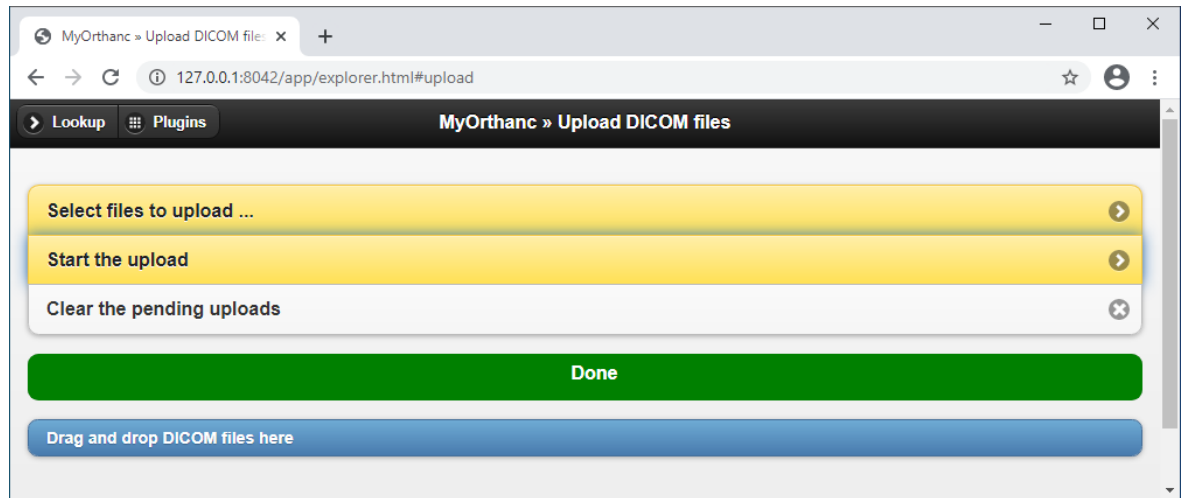 MyOrthanc » Upload DICOM files
127.0.0.1:8042/app/explorer.html#upload
Lookup Plugins MyOrthanc » Upload DICOM files
Select files to upload ...
Start the upload
Clear the pending uploads
Done
Drag and drop DICOM files here